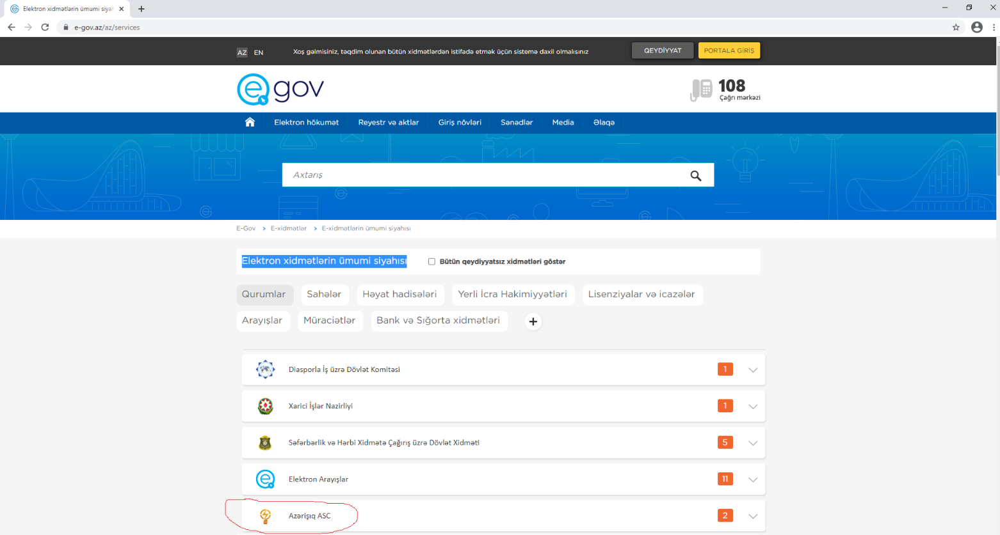 Elektron xidmətlərin ümumi siyah
e-gov.az/az/services
AZ EN
Xoş gəlmisiniz, təqdim olunan bütün xidmətlərdən istifadə etmək üçün sistemə daxil olmalısınız
QEYDİYYAT
PORTALA GİRİŞ
e gov
108
Çağrı mərkəzi
Elektron hökumət
Reyestr və aktlar
Giriş növləri
Sənədlər
Media
Əlaqə
Axtarış
E-Gov > E-xidmətlər > E-xidmətlərin ümumi siyahısı
Elektron xidmətlərin ümumi siyahısı
Bütün qeydiyyatsız xidmətləri göstər
Qurumlar
Sahələr
Həyat hadisələri
Yerli İcra Hakimiyyətləri
Lisenziyalar və icazələr
Arayışlar
Müraciətlər
Bank və Sığorta xidmətləri
+
Diasporla İş üzrə Dövlət Komitəsi 1
Xarici İşlər Nazirliyi 1
Səfərbərlik və Hərbi Xidmətə Çağırış üzrə Dövlət Xidməti 5
Elektron Arayışlar 11
Azərişıq ASC 2